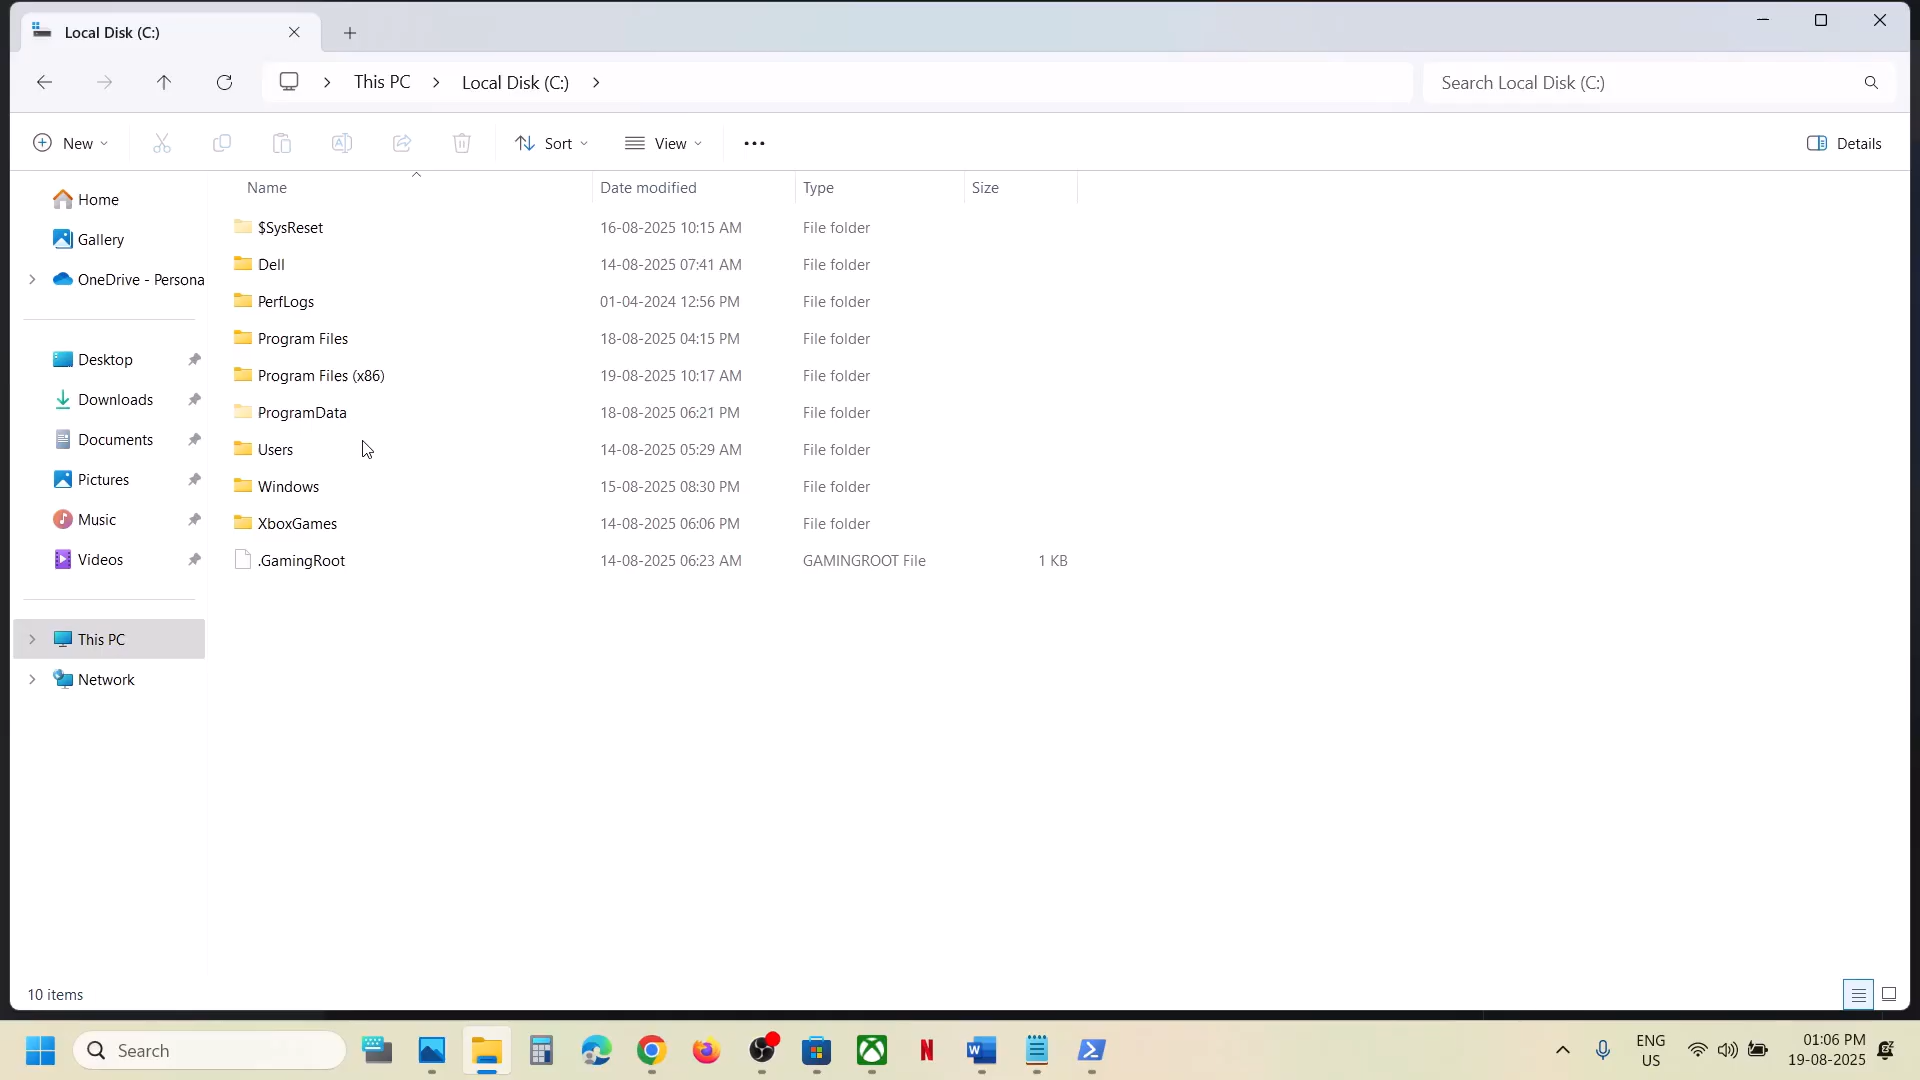 Local Disk (C:)
This PC
Local Disk (C:)
Search Local Disk (C:)
New
Sort
View
Details
Name
Date modified
Type
Size
Home
Gallery
OneDrive - Persona
Desktop
Downloads
Documents
Pictures
Music
Videos
This PC
Network
$SysReset 16-08-2025 10:15 AM File folder
Dell 14-08-2025 07:41 AM File folder
PerfLogs 01-04-2024 12:56 PM File folder
Program Files 18-08-2025 04:15 PM File folder
Program Files (x86) 19-08-2025 10:17 AM File folder
ProgramData 18-08-2025 06:21 PM File folder
Users 14-08-2025 05:29 AM File folder
Windows 15-08-2025 08:30 PM File folder
XboxGames 14-08-2025 06:06 PM File folder
.GamingRoot 14-08-2025 06:23 AM GAMINGROOT File 1 KB
10 items
Search
ENG
US
01:06 PM
19-08-2025